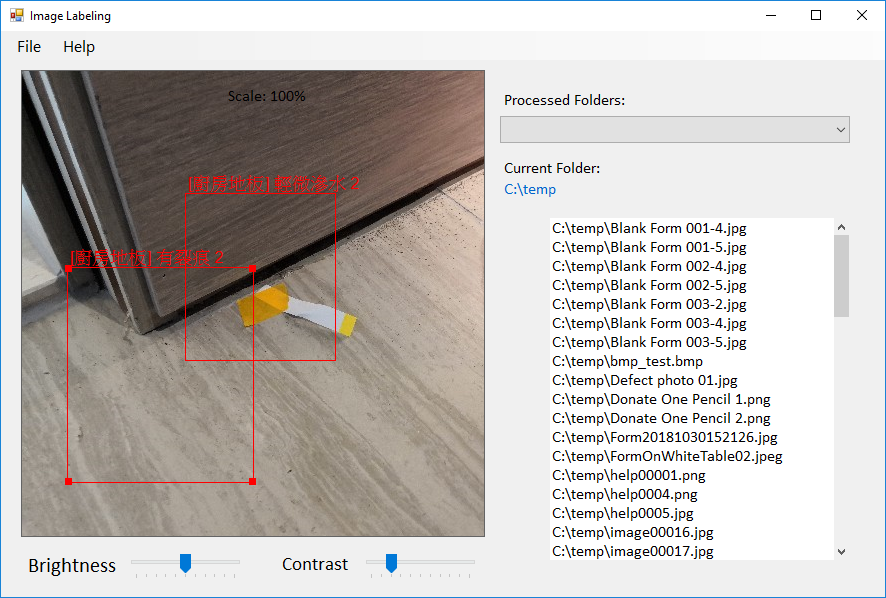 Image Labeling
File Help
Scale: 100%
[廚房地板] 輕微滲水 2
[廚房地板] 有裂痕 2
Brightness
Contrast
Processed Folders:
Current Folder:
C:\temp
C:\temp\Blank Form 001-4.jpg
C:\temp\Blank Form 001-5.jpg
C:\temp\Blank Form 002-4.jpg
C:\temp\Blank Form 002-5.jpg
C:\temp\Blank Form 003-2.jpg
C:\temp\Blank Form 003-4.jpg
C:\temp\Blank Form 003-5.jpg
C:\temp\bmp_test.bmp
C:\temp\Defect photo 01.jpg
C:\temp\Donate One Pencil 1.png
C:\temp\Donate One Pencil 2.png
C:\temp\Form20181030152126.jpg
C:\temp\FormOnWhiteTable02.jpeg
C:\temp\help00001.png
C:\temp\help0004.png
C:\temp\help0005.jpg
C:\temp\image00016.jpg
C:\temp\image00017.jpg